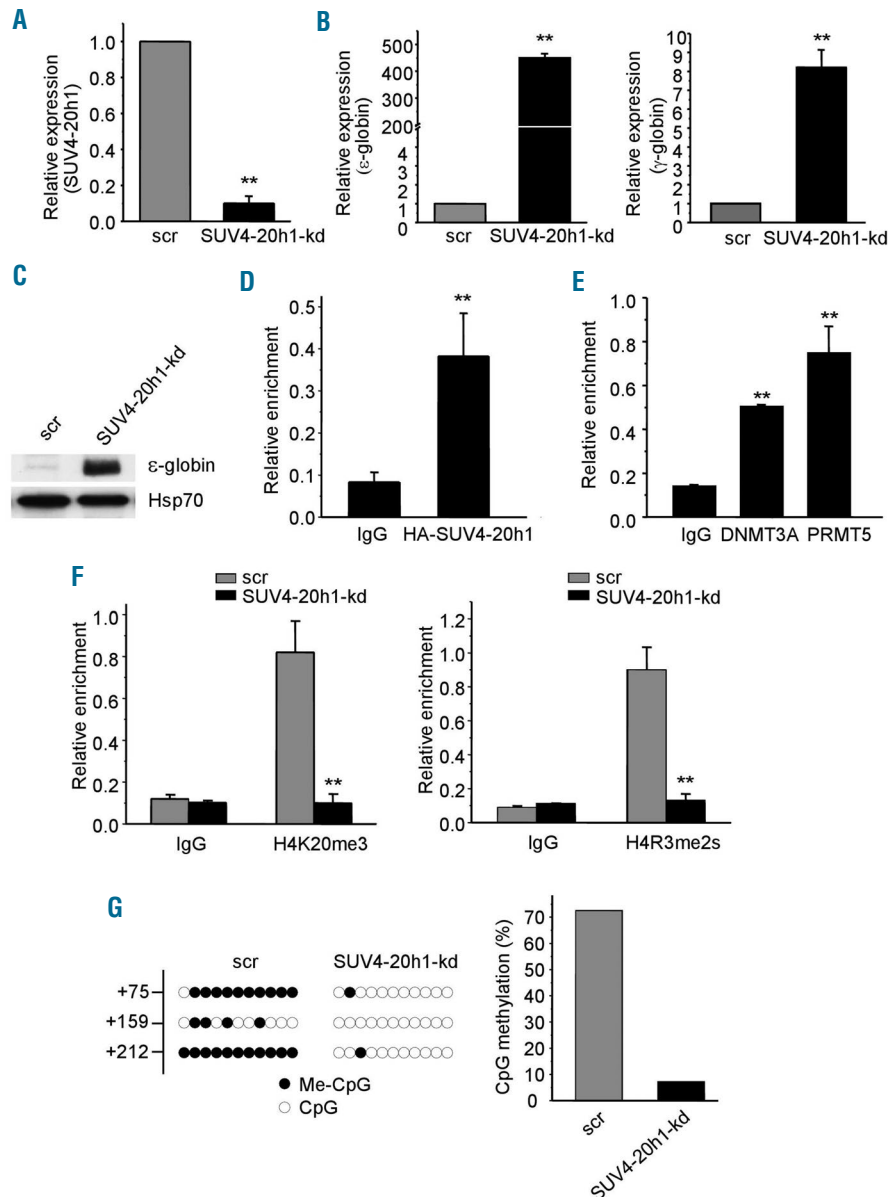 A
Relative expression
(SUV4-20h1)
1.0
0.8
0.6
0.4
0.2
0.0
**
scr
SUV4-20h1-kd
B
Relative expression
(ε-globin)
500
400
300
200
4
3
2
1
0
**
scr
SUV4-20h1-kd
Relative expression
(γ-globin)
10
9
8
7
6
5
4
3
2
1
0
**
scr
SUV4-20h1-kd
C
scr
SUV4-20h1-kd
ε-globin
Hsp70
D
Relative enrichment
0.5
0.4
0.3
0.2
0.1
0.0
**
IgG
HA-SUV4-20h1
E
Relative enrichment
1.0
0.8
0.6
0.4
0.2
0.0
**
**
IgG
DNMT3A
PRMT5
F
scr
SUV4-20h1-kd
Relative enrichment
1.0
0.8
0.6
0.4
0.2
0.0
**
IgG
H4K20me3
scr
SUV4-20h1-kd
Relative enrichment
1.2
1.0
0.8
0.6
0.4
0.2
0.0
**
IgG
H4R3me2s
G
scr
SUV4-20h1-kd
+75
+159
+212
Me-CpG
CpG
CpG methylation (%)
70
60
50
40
30
20
10
0
scr
SUV4-20h1-kd